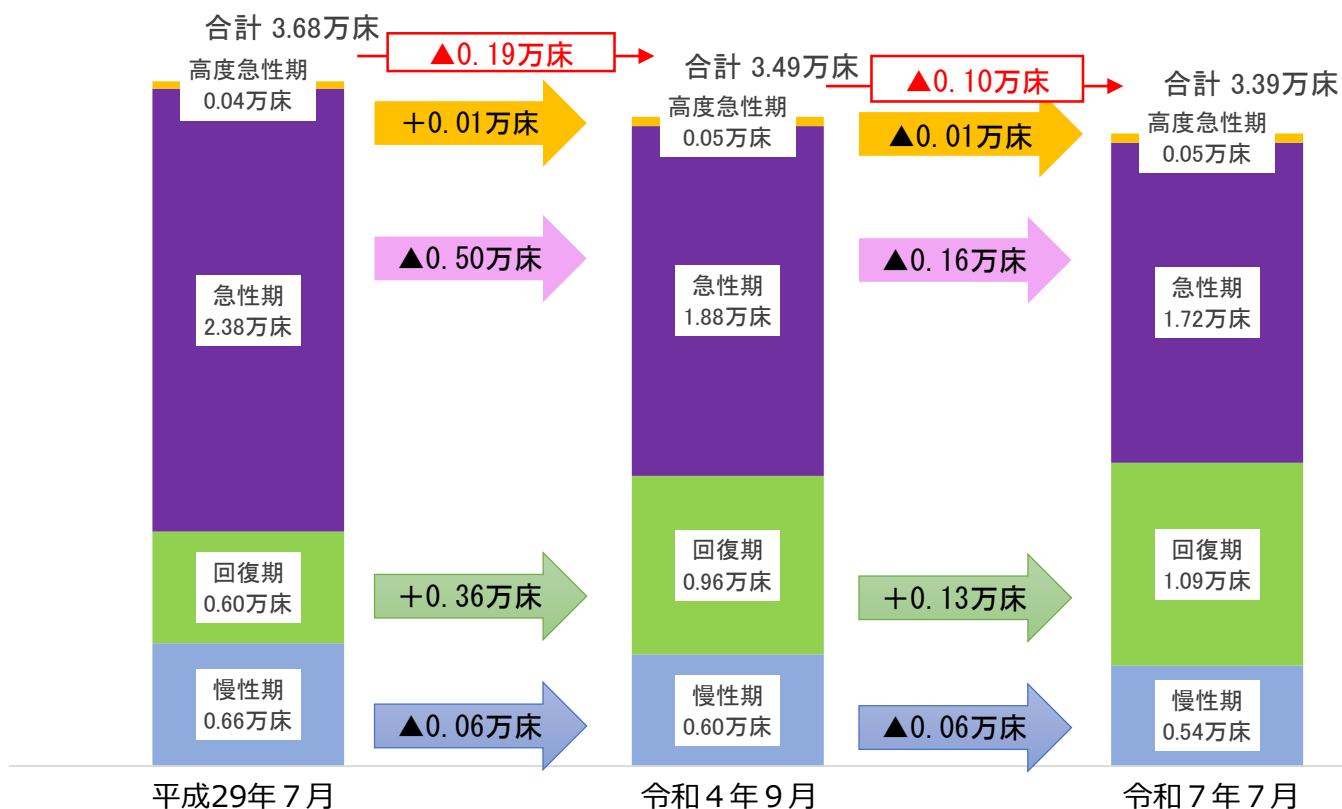 合計 3.68万床
▲0.19万床
合計 3.49万床
▲0.10万床
合計 3.39万床
高度急性期
0.04万床
+0.01万床
高度急性期
0.05万床
▲0.01万床
高度急性期
0.05万床
急性期
2.38万床
▲0.50万床
急性期
1.88万床
▲0.16万床
急性期
1.72万床
回復期
0.60万床
+0.36万床
回復期
0.96万床
+0.13万床
回復期
1.09万床
慢性期
0.66万床
▲0.06万床
慢性期
0.60万床
▲0.06万床
慢性期
0.54万床
平成29年７月
令和４年９月
令和７年７月